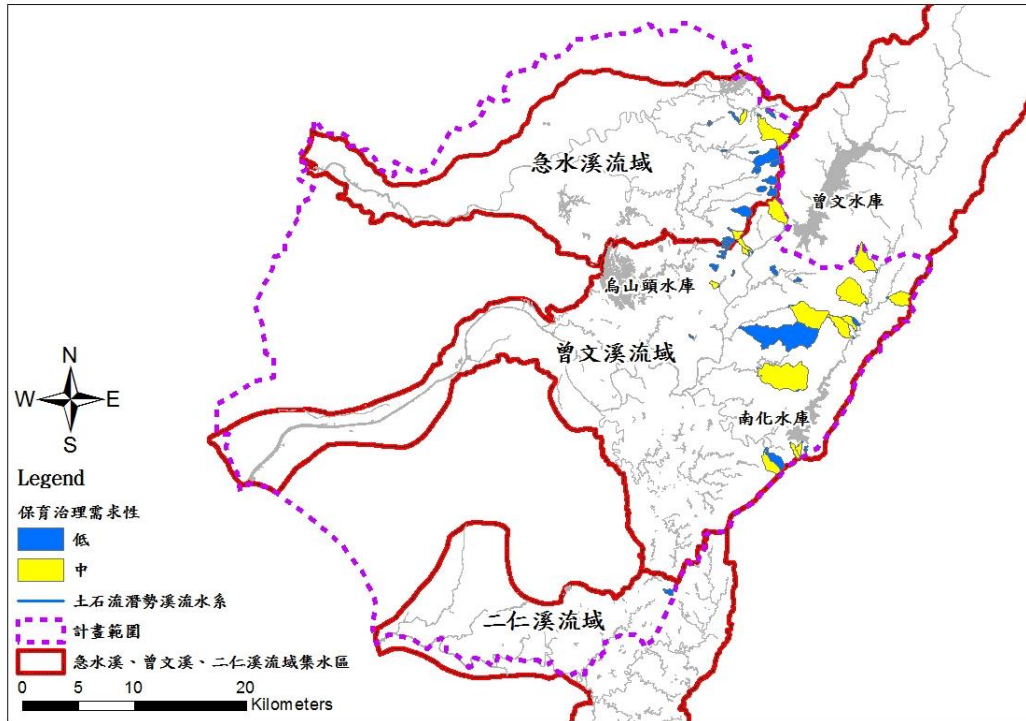 急水溪流域
曾文水庫
烏山頭水庫
曾文溪流域
南化水庫
二仁溪流域
N
W E
S
Legend
保育治理需求性
低
中
土石流潛勢溪流水系
計畫範圍
急水溪、曾文溪、二仁溪流域集水區
0 5 10 20
Kilometers